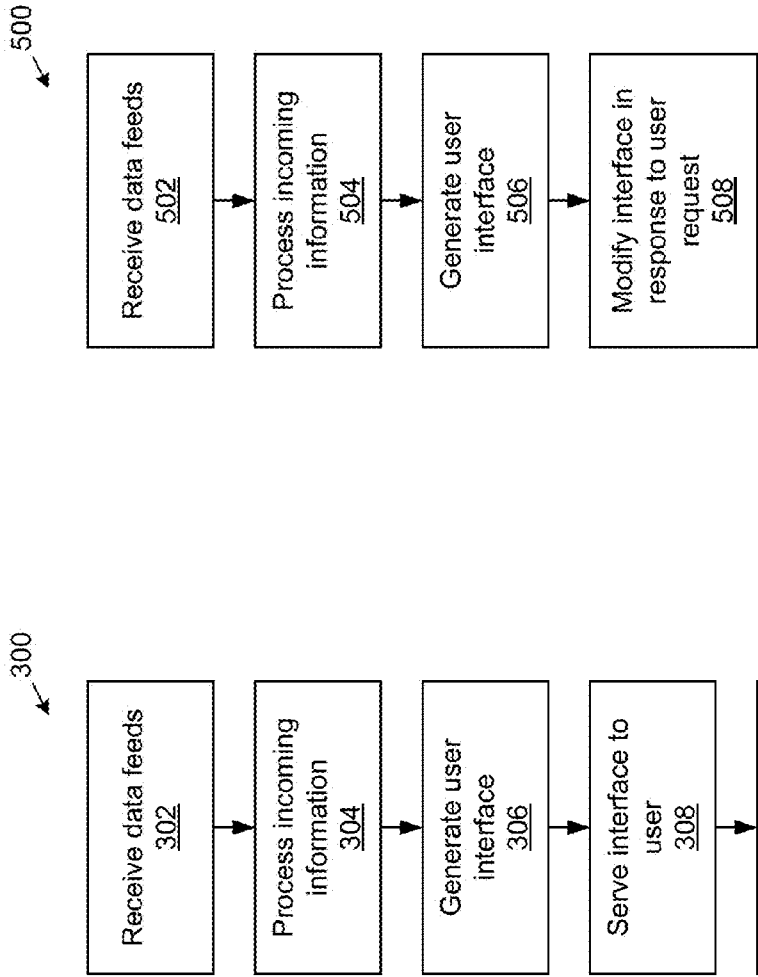 300
Receive data feeds
302
Process incoming
information
304
Generate user
interface
306
Serve interface to
user
308
500
Receive data feeds
502
Process incoming
information
504
Generate user
interface
506
Modify interface in
response to user
request
508